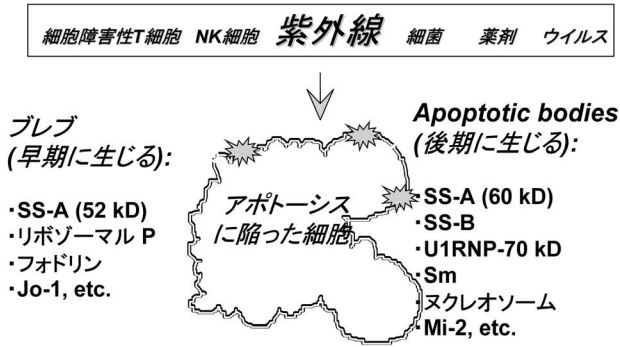 細胞障害性T細胞 NK細胞 紫外線 細菌 薬剤 ウイルス
ブレブ
(早期に生じる):
・SS-A (52 kD)
・リボゾーマル P
・フォドリン
・Jo-1, etc.
アポトーシス
に陥った細胞
Apoptotic bodies
(後期に生じる):
・SS-A (60 kD)
・SS-B
・U1RNP-70 kD
・Sm
・ヌクレオソーム
・Mi-2, etc.